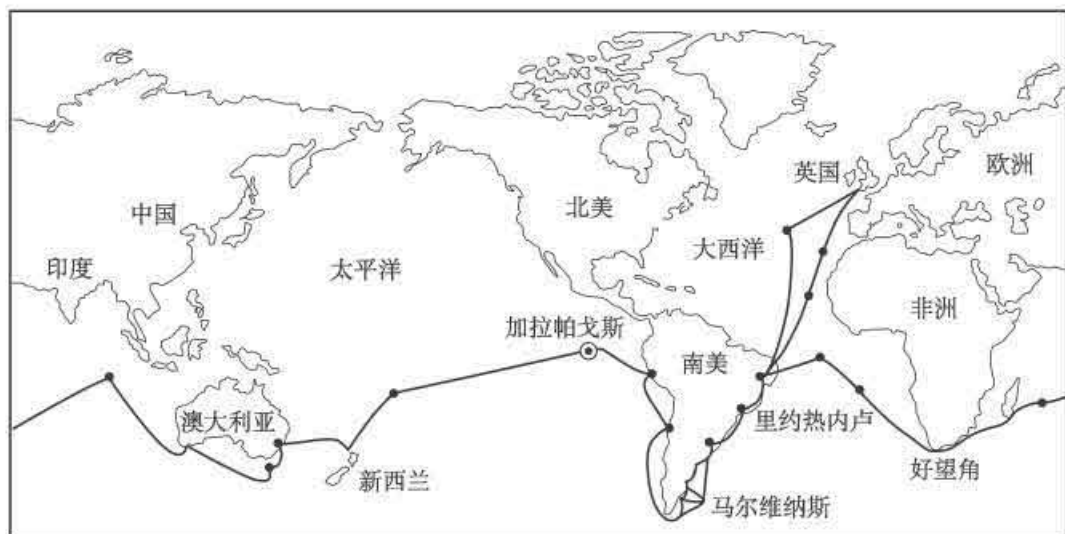 英国
欧洲
中国
北美
大西洋
印度
太平洋
非洲
加拉帕戈斯
南美
澳大利亚
里约热内卢
新西兰
好望角
马尔维纳斯